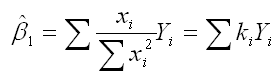 β̂₁ = ∑ xᵢ / ∑ xᵢ² Yᵢ = ∑ kᵢYᵢ